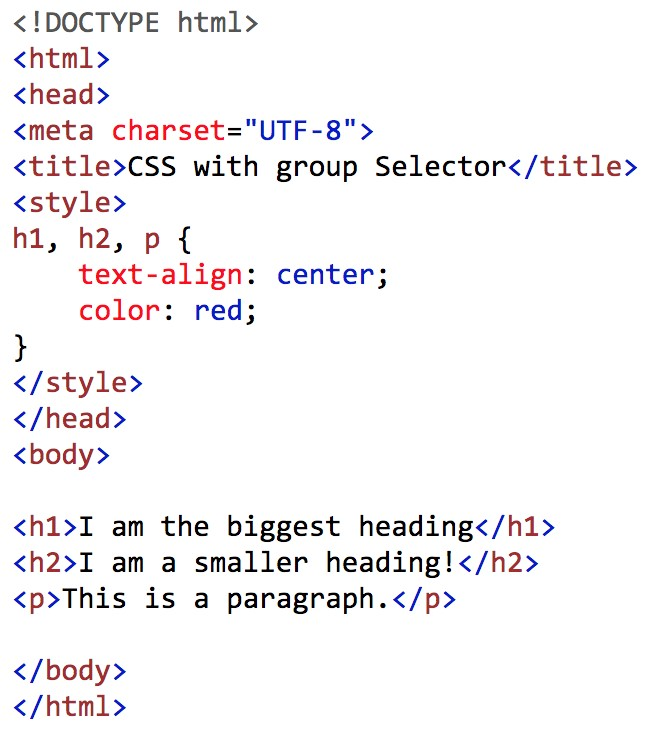 <!DOCTYPE html>
<html>
<head>
<meta charset="UTF-8">
<title>CSS with group Selector</title>
<style>
h1, h2, p {
    text-align: center;
    color: red;
}
</style>
</head>
<body>

<h1>I am the biggest heading</h1>
<h2>I am a smaller heading!</h2>
<p>This is a paragraph.</p>

</body>
</html>